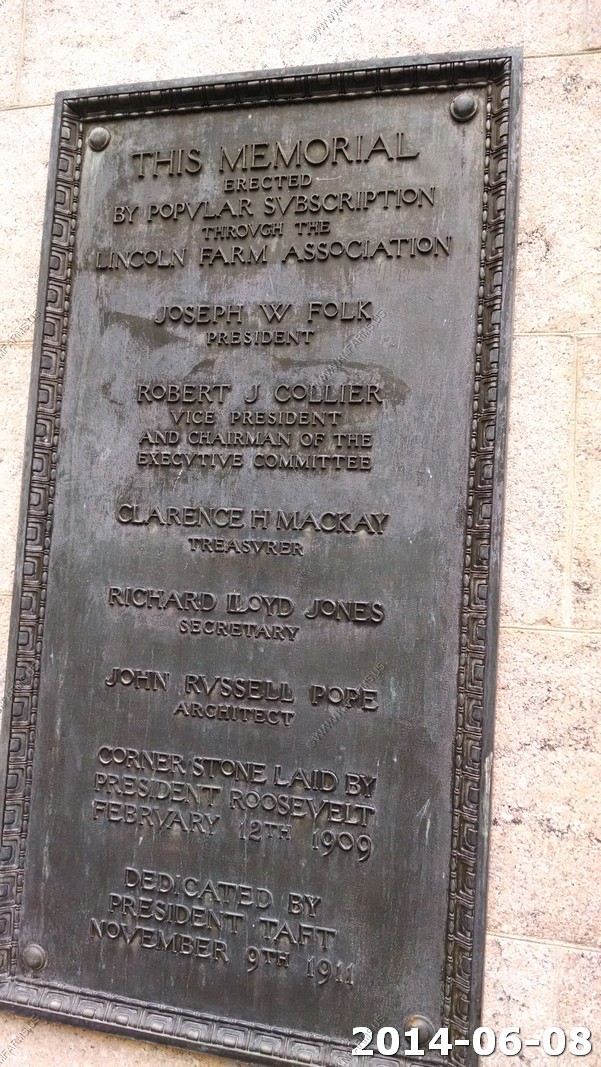 THIS MEMORIAL
ERECTED
BY POPVLAR SVBSCRIPTION
THROVGH THE
LINCOLN FARM ASSOCIATION
JOSEPH W FOLK
PRESIDENT
ROBERT J COLLIER
VICE PRESIDENT
AND CHAIRMAN OF THE
EXECVTIVE COMMITTEE
CLARENCE H MACKAY
TREASVRER
RICHARD LLOYD JONES
SECRETARY
JOHN RVSSELL POPE
ARCHITECT
CORNER STONE LAID BY
PRESIDENT ROOSEVELT
FEBRVARY 12TH 1909
DEDICATED BY
PRESIDENT TAFT
NOVEMBER 9TH 1911
2014-06-08